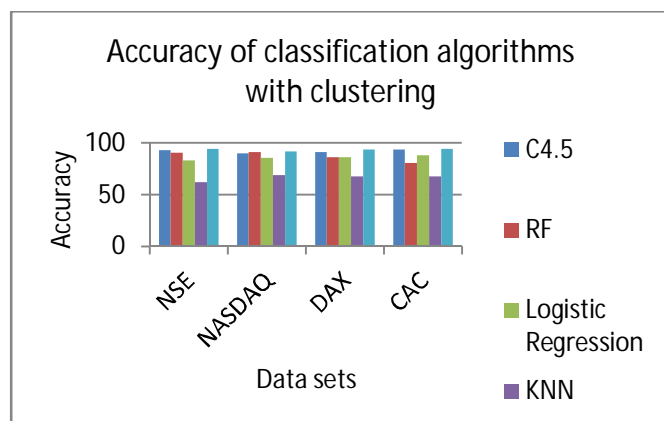 Accuracy of classification algorithms
with clustering
100
50
0
Accuracy
NSE
NASDAQ
DAX
CAC
Data sets
C4.5
RF
Logistic
Regression
KNN